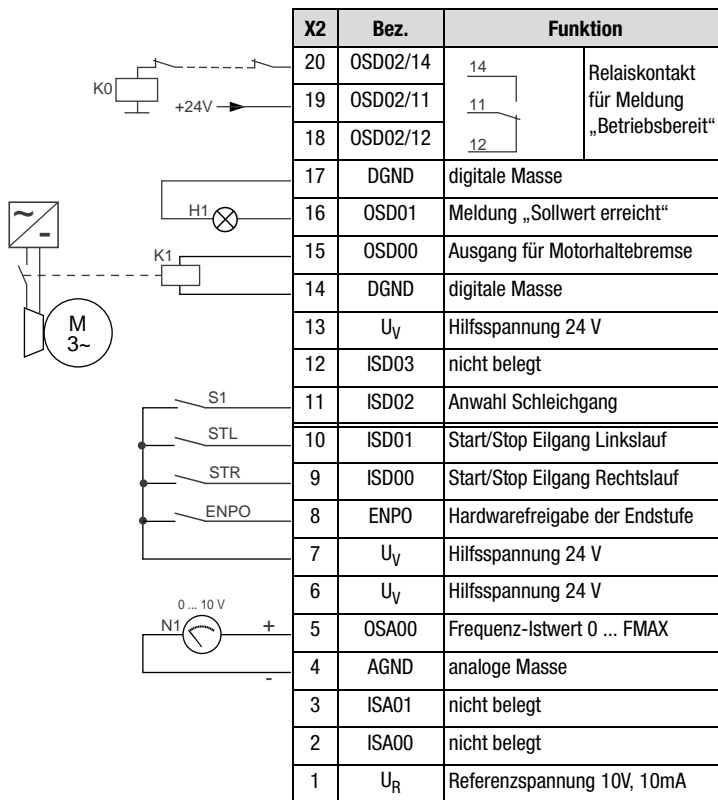 X2 Bez. Funktion
20 OSD02/14 14 Relaiskontakt
K0 +24V 19 OSD02/11 11 für Meldung
18 OSD02/12 12 „Betriebsbereit“
17 DGND digitale Masse
H1 16 OSD01 Meldung „Sollwert erreicht“
~ -
K1 15 OSD00 Ausgang für Motorhaltebremse
14 DGND digitale Masse
M
3~
13 UV Hilfsspannung 24 V
12 ISD03 nicht belegt
S1 11 ISD02 Anwahl Schleichgang
STL 10 ISD01 Start/Stop Eilgang Linkslauf
STR 9 ISD00 Start/Stop Eilgang Rechtslauf
ENPO 8 ENPO Hardwarefreigabe der Endstufe
7 UV Hilfsspannung 24 V
6 UV Hilfsspannung 24 V
0 ... 10 V
N1 + 5 OSA00 Frequenz-Istwert 0 ... FMAX
- 4 AGND analoge Masse
3 ISA01 nicht belegt
2 ISA00 nicht belegt
1 UR Referenzspannung 10V, 10mA